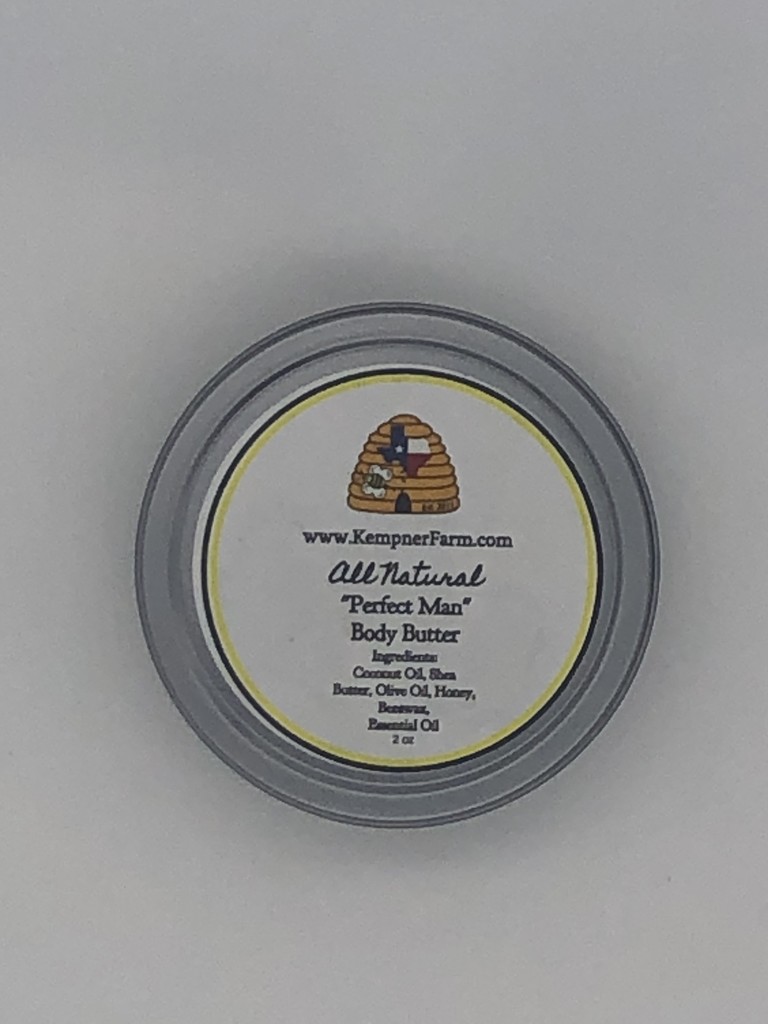 www.KempnerFarm.com
All Natural
"Perfect Man"
Body Butter
Ingredients:
Coconut Oil, Shea
Butter, Olive Oil, Honey,
Beeswax,
Essential Oil
2 oz